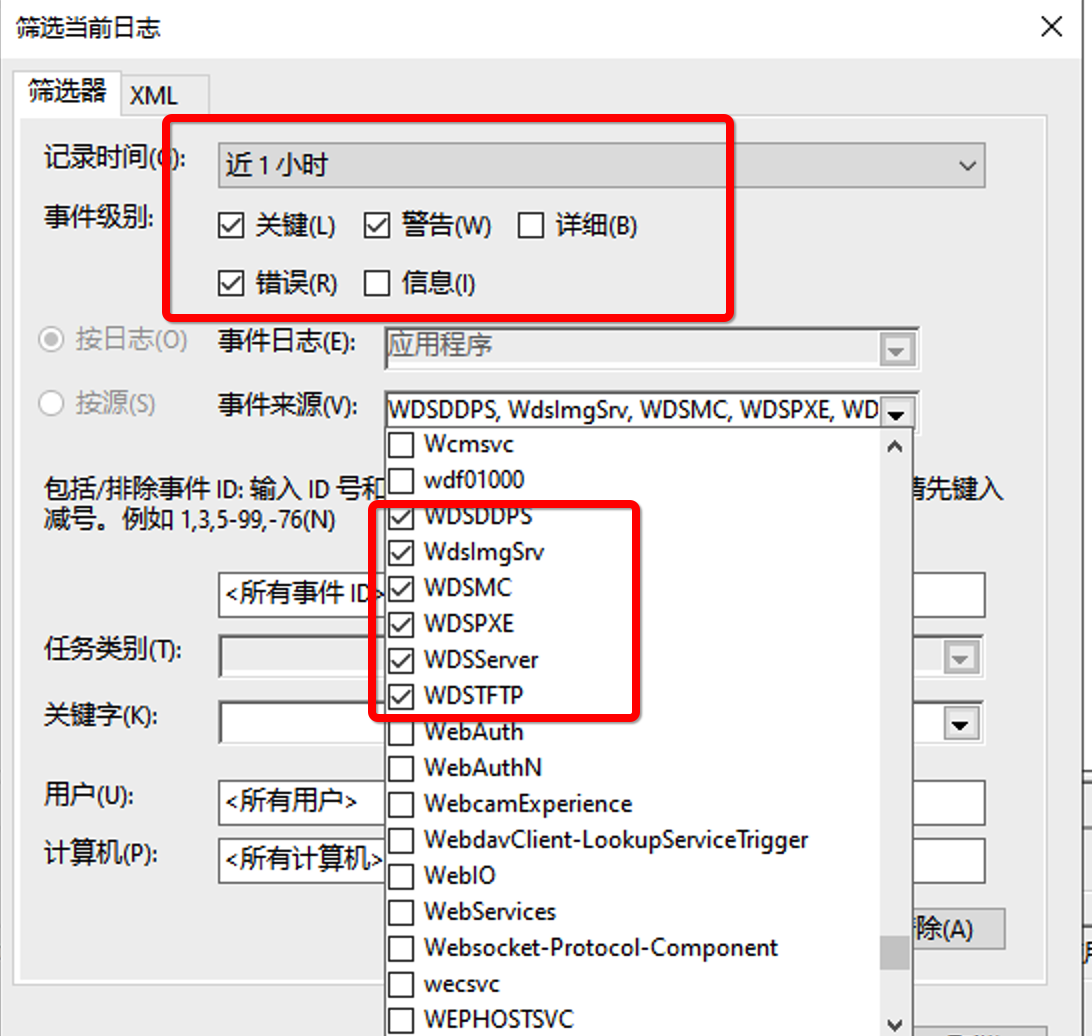 筛选当前日志
筛选器
XML
记录时间(G):
近 1 小时
事件级别:
关键(L)
警告(W)
详细(B)
错误(R)
信息(I)
按日志(O)
事件日志(E):
应用程序
按源(S)
事件来源(V):
WDSDDPS, WdsImgSrv, WDSMC, WDSPXE, WD
Wcmsvc
wdf01000
包括/排除事件 ID: 输入 ID 号和
请先键入
减号。例如 1,3,5-99,-76(N)
WDSDDPS
WdsImgSrv
WDSMC
<所有事件 ID>
WDSPXE
任务类别(T):
WDSServer
WDSTFTP
关键字(K):
WebAuth
WebAuthN
用户(U):
<所有用户>
WebcamExperience
WebdavClient-LookupServiceTrigger
计算机(P):
<所有计算机>
WebIO
WebServices
除(A)
Websocket-Protocol-Component
wecsvc
WEPHOSTSVC